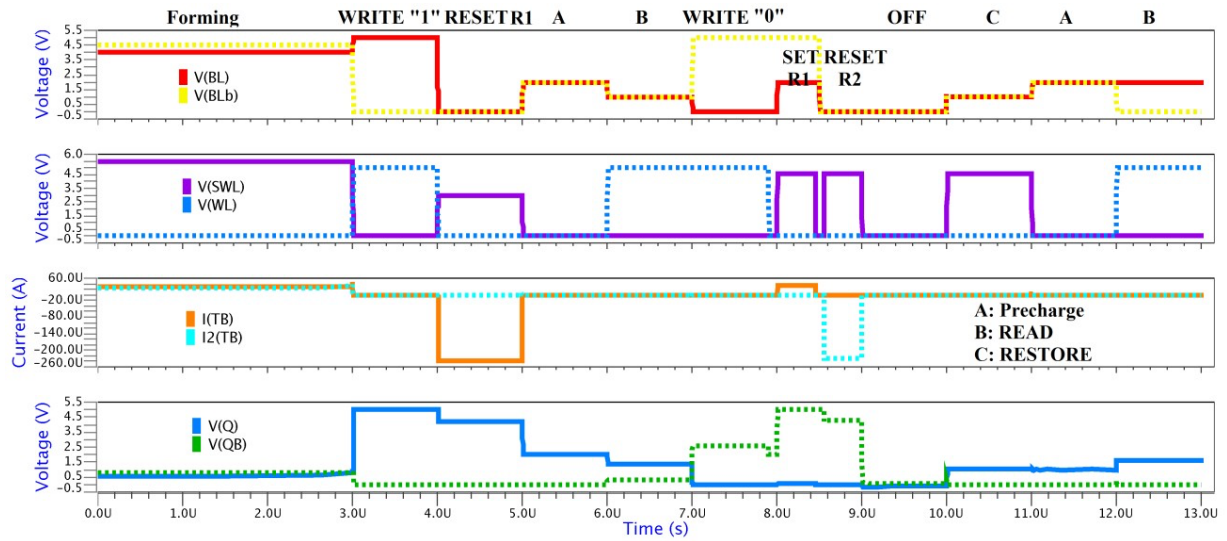 Forming WRITE "1" RESET R1 A B WRITE "0" OFF C A B
5.5
4.5
3.5
2.5
1.5
0.5
−0.5
Voltage (V)
V(BL)
V(BLb)
SET RESET
R1 R2
6.0
4.5
3.5
2.5
1.5
0.5
−0.5
Voltage (V)
V(SWL)
V(WL)
60.0U
−20.0U
−80.0U
−140.0U
−200.0U
−260.0U
Current (A)
I(TB)
I2(TB)
A: Precharge
B: READ
C: RESTORE
5.5
4.5
3.5
2.5
1.5
0.5
−0.5
Voltage (V)
V(Q)
V(QB)
0.0U 1.0U 2.0U 3.0U 4.0U 5.0U 6.0U 7.0U 8.0U 9.0U 10.0U 11.0U 12.0U 13.0U
Time (s)